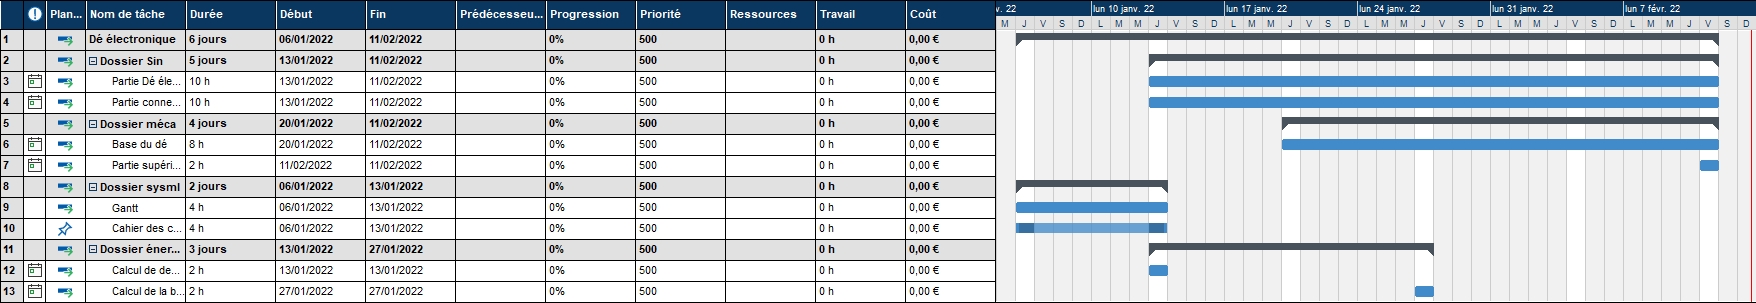 Plan... Nom de tâche Durée Début Fin Prédécesseu... Progression Priorité Ressources Travail Coût
v. 22 lun 10 janv. 22 lun 17 janv. 22 lun 24 janv. 22 lun 31 janv. 22 lun 7 févr. 22
M J V S D L M M J V S D L M M J V S D L M M J V S D L M M J V S D L M M J V S D
1 Dé électronique 6 jours 06/01/2022 11/02/2022 0% 500 0 h 0,00 €
2 Dossier Sin 5 jours 13/01/2022 11/02/2022 0% 500 0 h 0,00 €
3 Partie Dé éle... 10 h 13/01/2022 11/02/2022 0% 500 0 h 0,00 €
4 Partie conne... 10 h 13/01/2022 11/02/2022 0% 500 0 h 0,00 €
5 Dossier méca 4 jours 20/01/2022 11/02/2022 0% 500 0 h 0,00 €
6 Base du dé 8 h 20/01/2022 11/02/2022 0% 500 0 h 0,00 €
7 Partie supéri... 2 h 11/02/2022 11/02/2022 0% 500 0 h 0,00 €
8 Dossier sysml 2 jours 06/01/2022 13/01/2022 0% 500 0 h 0,00 €
9 Gantt 4 h 06/01/2022 13/01/2022 0% 500 0 h 0,00 €
10 Cahier des c... 4 h 06/01/2022 13/01/2022 0% 500 0 h 0,00 €
11 Dossier éner... 3 jours 13/01/2022 27/01/2022 0% 500 0 h 0,00 €
12 Calcul de de... 2 h 13/01/2022 13/01/2022 0% 500 0 h 0,00 €
13 Calcul de la b... 2 h 27/01/2022 27/01/2022 0% 500 0 h 0,00 €